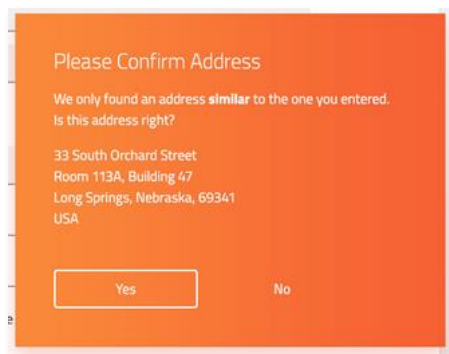 Please Confirm Address
We only found an address similar to the one you entered.
Is this address right?
33 South Orchard Street
Room 113A, Building 47
Long Springs, Nebraska, 69341
USA
Yes No